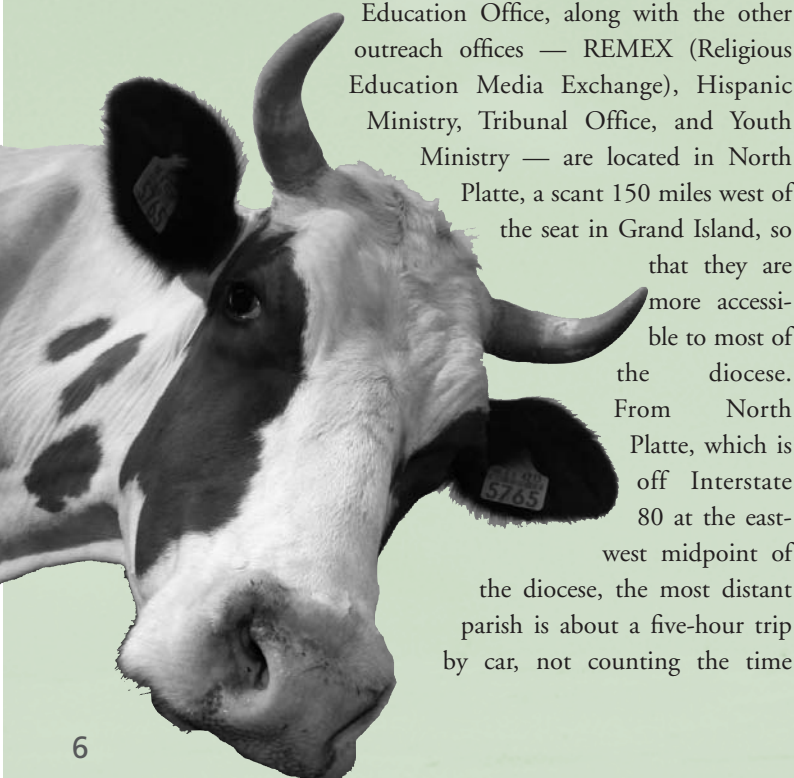 Education Office, along with the other
outreach offices — REMEX (Religious
Education Media Exchange), Hispanic
Ministry, Tribunal Office, and Youth
Ministry — are located in North
Platte, a scant 150 miles west of
the seat in Grand Island, so
that they are
more accessi-
ble to most of
the diocese.
From North
Platte, which is
off Interstate
80 at the east-
west midpoint of
the diocese, the most distant
parish is about a five-hour trip
by car, not counting the time
5765
5765
6